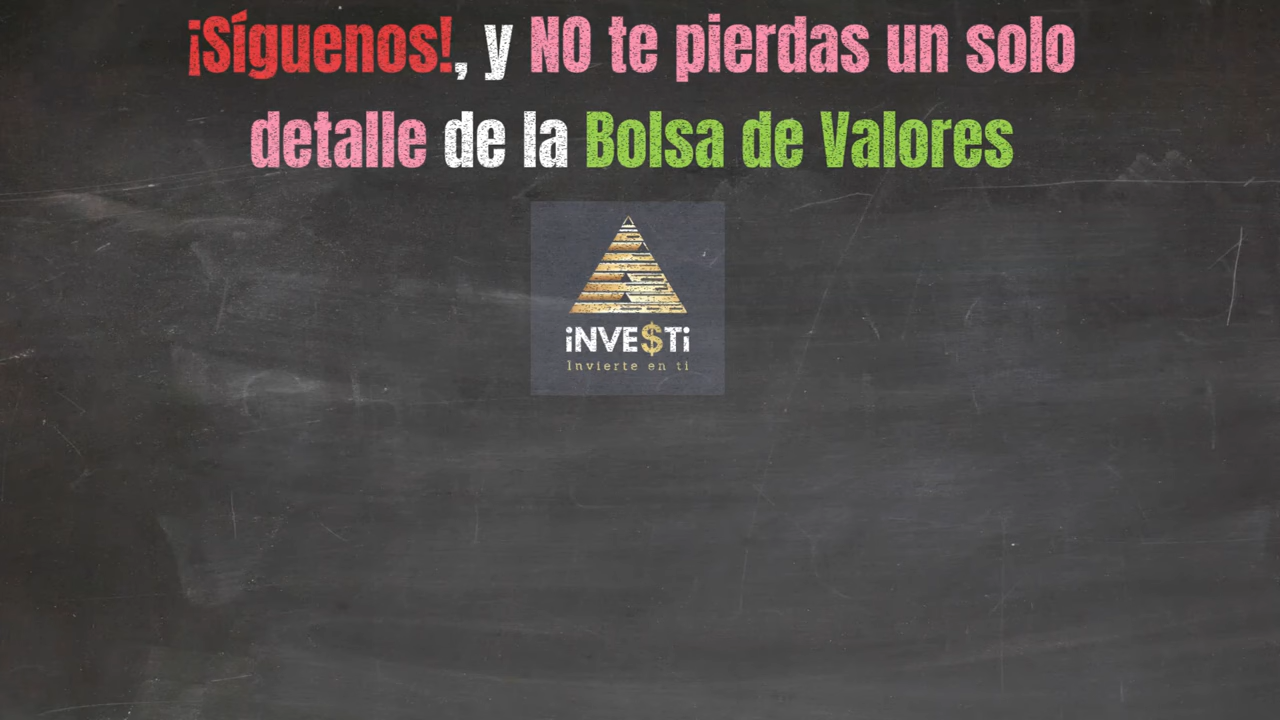 ¡Síguenos!, y NO te pierdas un solo
detalle de la Bolsa de Valores
iNVE$Ti
Invierte en ti